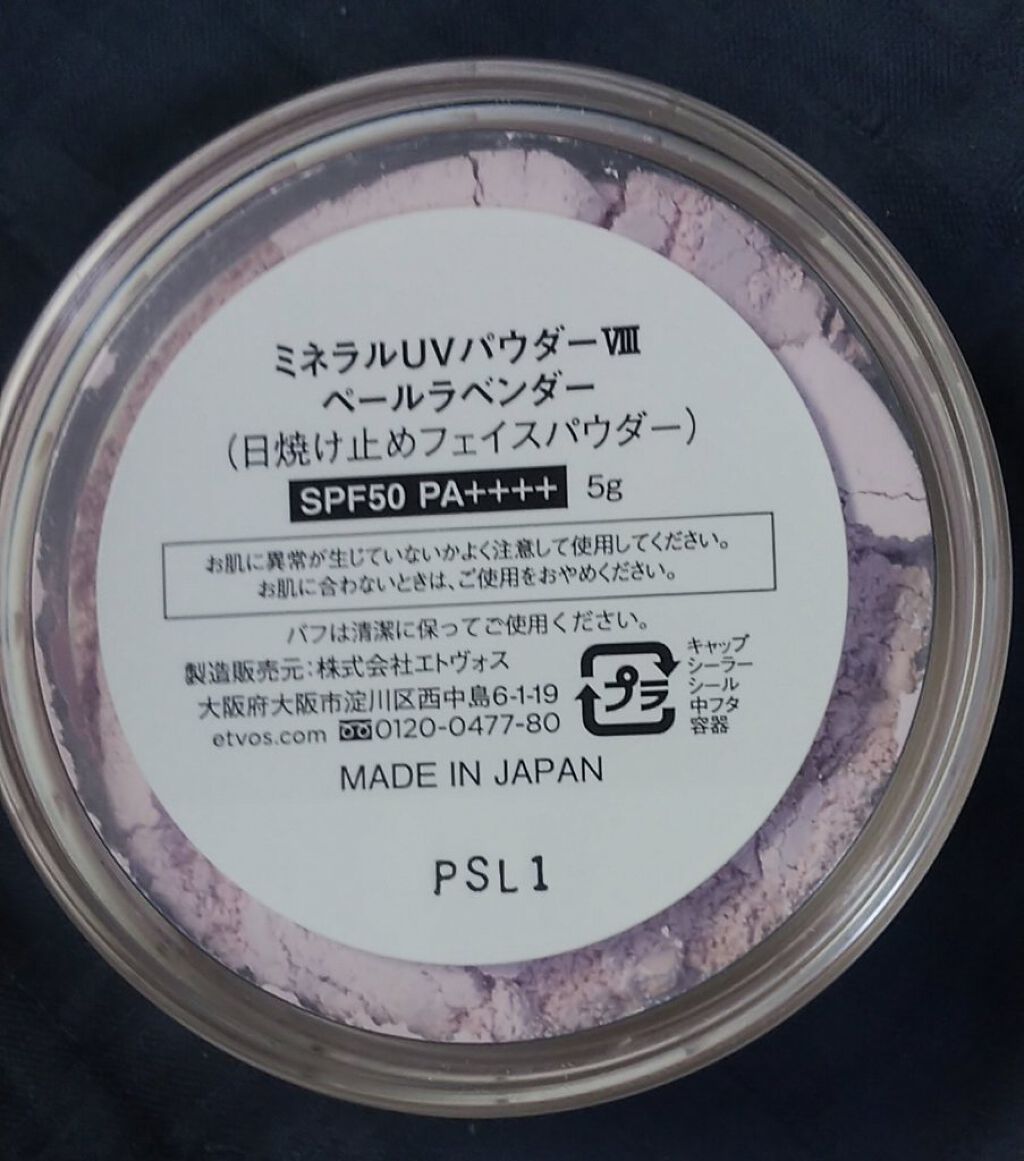 ミネラルUVパウダーⅧ
ペールラベンダー
(日焼け止めフェイスパウダー)
SPF50 PA++++ 5g
お肌に異常が生じていないかよく注意して使用してください。
お肌に合わないときは、ご使用をおやめください。
パフは清潔に保ってご使用ください。
製造販売元:株式会社エトヴォス
大阪府大阪市淀川区西中島6-1-19
etvos.com 0120-0477-80
プラ
キャップ
シーラー
シール
中フタ
容器
MADE IN JAPAN
PSL1